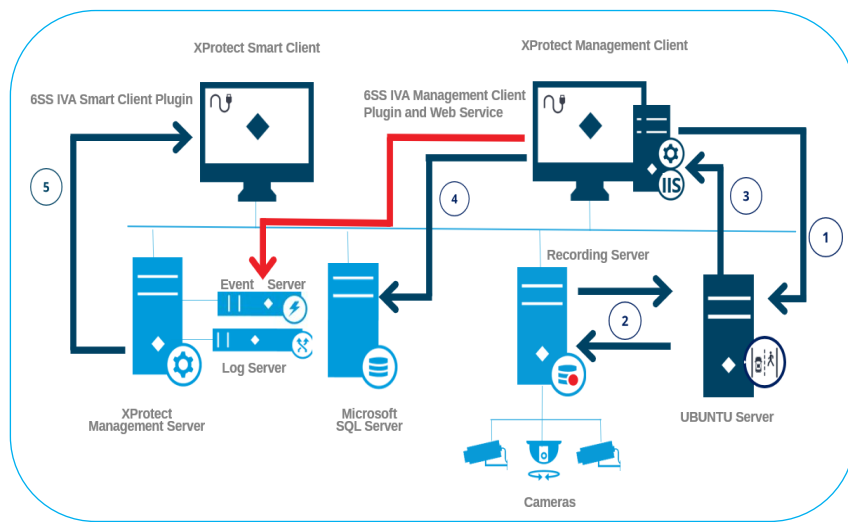 XProtect Smart Client
XProtect Management Client
6SS IVA Smart Client Plugin
6SS IVA Management Client
Plugin and Web Service
IIS
5
4
3
1
Recording Server
Event Server
2
Log Server
XProtect
Management Server
Microsoft
SQL Server
UBUNTU Server
Cameras